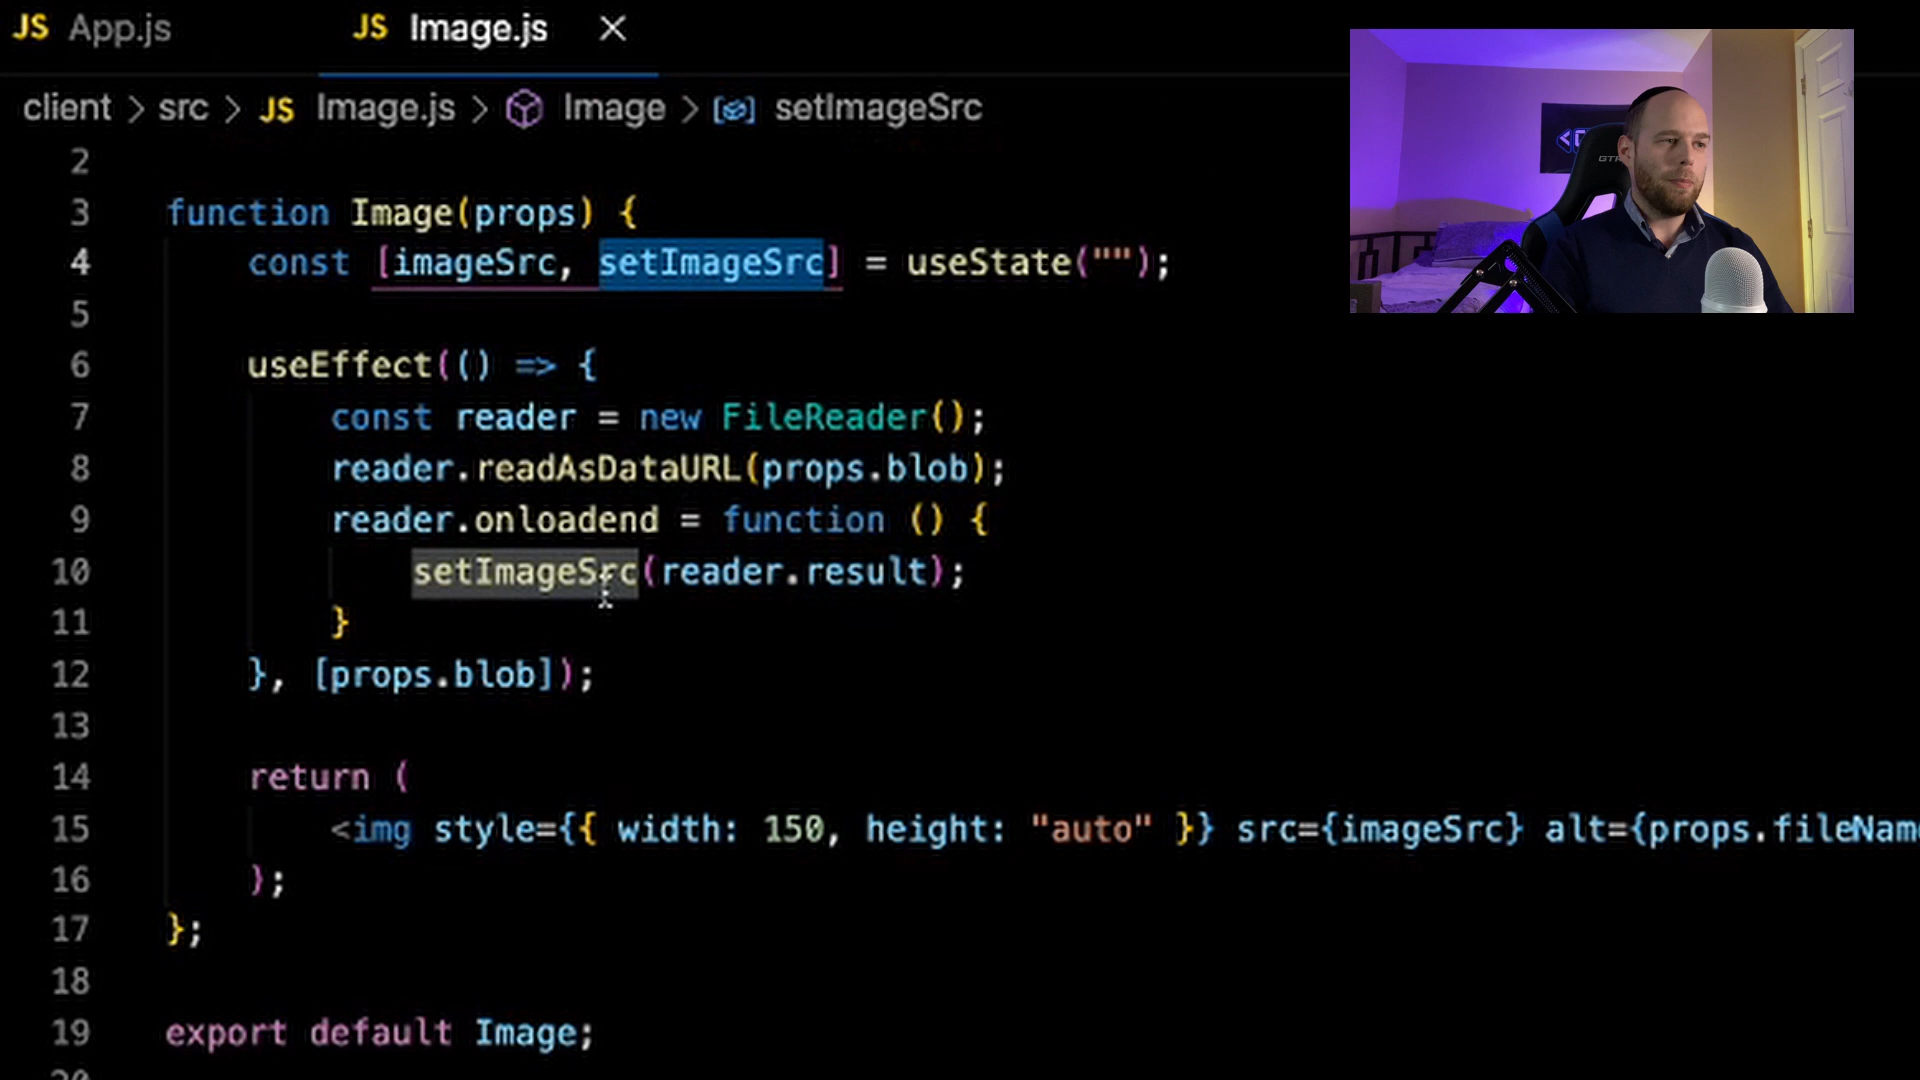 JS App.js JS Image.js ×
client > src > JS Image.js > Image > setImageSrc
2
3 function Image(props) {
4 const [imageSrc, setImageSrc] = useState("");
5
6 useEffect(() => {
7 const reader = new FileReader();
8 reader.readAsDataURL(props.blob);
9 reader.onloadend = function () {
10 setImageSrc(reader.result);
11 }
12 }, [props.blob]);
13
14 return (
15 <img style={{ width: 150, height: "auto" }} src={imageSrc} alt={props.fileNam
16 );
17 };
18
19 export default Image;